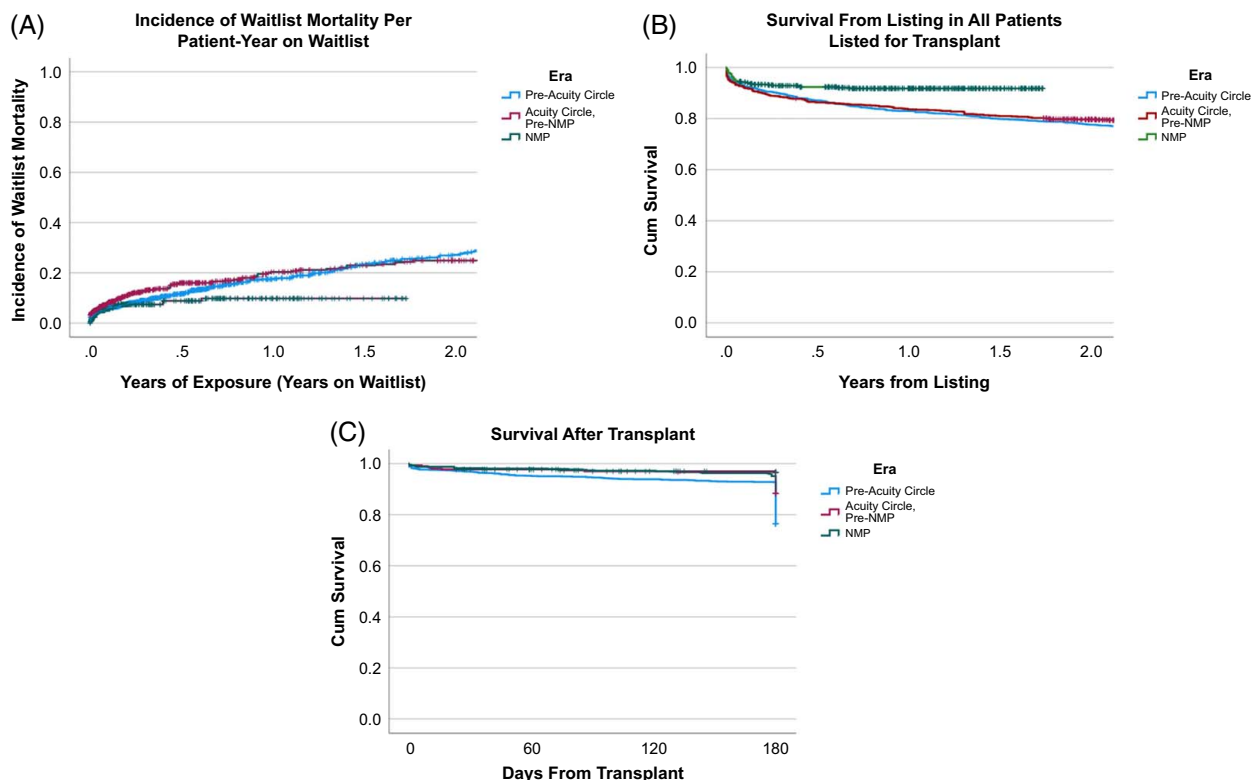 (A)
Incidence of Waitlist Mortality Per
Patient-Year on Waitlist
Incidence of Waitlist Mortality
1.0
0.8
0.6
0.4
0.2
0.0
.0 .5 1.0 1.5 2.0
Years of Exposure (Years on Waitlist)
Era
Pre-Acuity Circle
Acuity Circle,
Pre-NMP
NMP
(B)
Survival From Listing in All Patients
Listed for Transplant
Cum Survival
1.0
0.8
0.6
0.4
0.2
0.0
.0 .5 1.0 1.5 2.0
Years from Listing
Era
Pre-Acuity Circle
Acuity Circle,
Pre-NMP
NMP
(C)
Survival After Transplant
Cum Survival
1.0
0.8
0.6
0.4
0.2
0.0
0 60 120 180
Days From Transplant
Era
Pre-Acuity Circle
Acuity Circle,
Pre-NMP
NMP